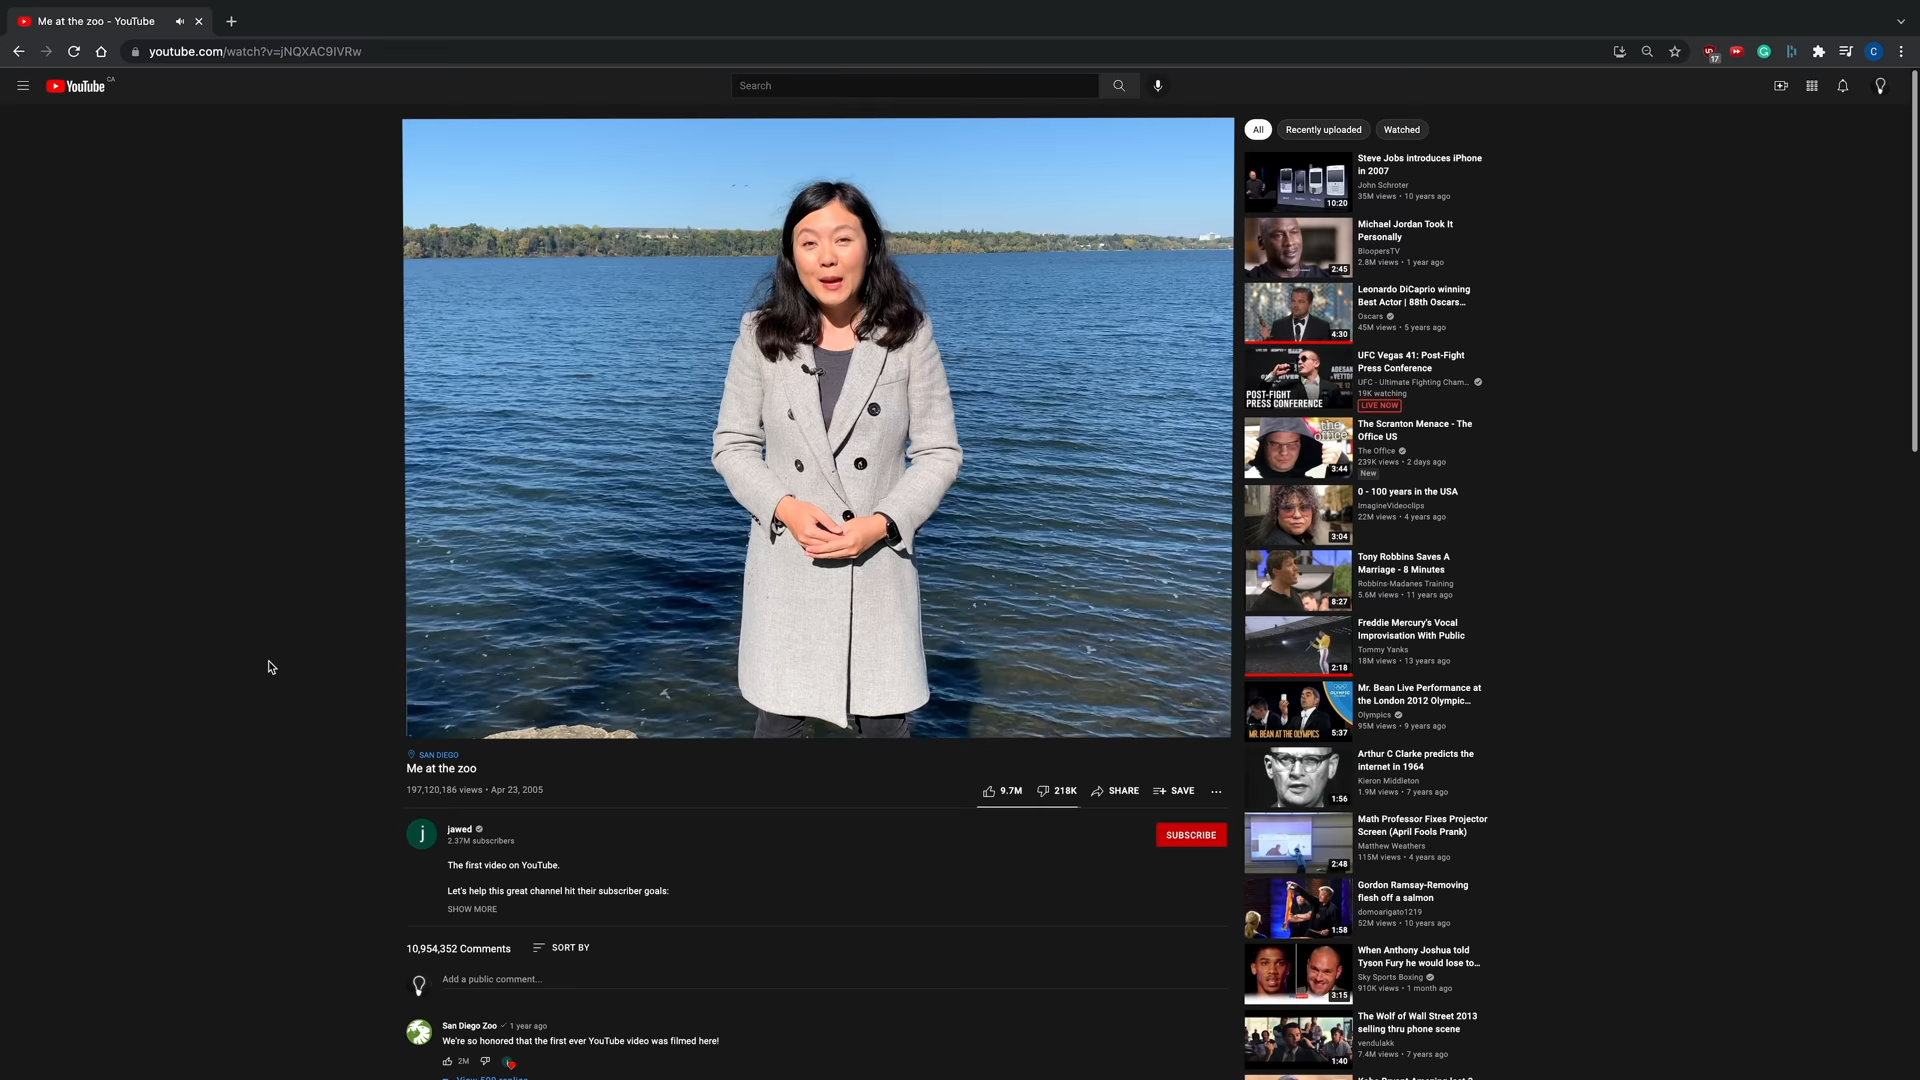 Me at the zoo - YouTube
youtube.com/watch?v=jNQXAC9IVRw
17
C
YouTube CA
Search
All
Recently uploaded
Watched
Steve Jobs introduces iPhone
in 2007
John Schroter
35M views • 10 years ago
10:20
Michael Jordan Took It
Personally
BloopersTV
2.8M views • 1 year ago
2:45
Leonardo DiCaprio winning
Best Actor | 88th Oscars...
Oscars
45M views • 5 years ago
4:30
UFC Vegas 41: Post-Fight
Press Conference
UFC - Ultimate Fighting Cham...
19K watching
LIVE NOW
POST-FIGHT
PRESS CONFERENCE
The Scranton Menace - The
Office US
The Office
239K views • 2 days ago
New
the
office
3:44
0 - 100 years in the USA
ImagineVideoclips
22M views • 4 years ago
3:04
Tony Robbins Saves A
Marriage - 8 Minutes
Robbins-Madanes Training
5.6M views • 11 years ago
8:27
Freddie Mercury's Vocal
Improvisation With Public
Tommy Yanks
18M views • 13 years ago
2:18
Mr. Bean Live Performance at
the London 2012 Olympic...
Olympics
95M views • 9 years ago
MR. BEAN AT THE OLYMPICS
5:37
Arthur C Clarke predicts the
internet in 1964
Kieron Middleton
1.9M views • 7 years ago
1:56
Math Professor Fixes Projector
Screen (April Fools Prank)
Matthew Weathers
115M views • 4 years ago
2:48
Gordon Ramsay-Removing
flesh off a salmon
domoarigato1219
52M views • 10 years ago
1:58
When Anthony Joshua told
Tyson Fury he would lose to...
Sky Sports Boxing
910K views • 1 month ago
3:15
The Wolf of Wall Street 2013
selling thru phone scene
vendulakk
7.4M views • 7 years ago
1:40
SAN DIEGO
Me at the zoo
197,120,186 views • Apr 23, 2005
9.7M
218K
SHARE
SAVE
j
jawed
2.37M subscribers
SUBSCRIBE
The first video on YouTube.
Let's help this great channel hit their subscriber goals:
SHOW MORE
10,954,352 Comments
SORT BY
Add a public comment...
San Diego Zoo 1 year ago
We're so honored that the first ever YouTube video was filmed here!
2M